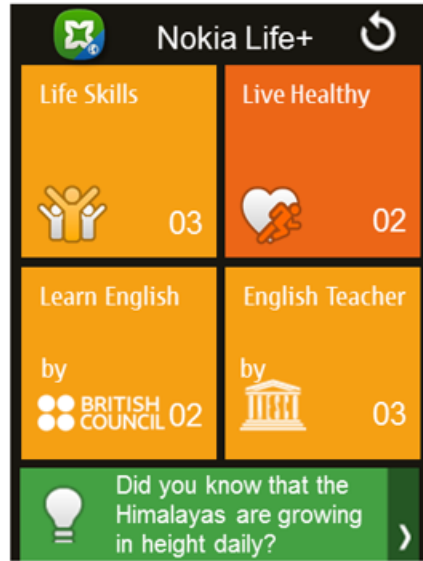 Nokia Life+
Life Skills
03
Live Healthy
02
Learn English
by
BRITISH
COUNCIL 02
English Teacher
by
03
Did you know that the
Himalayas are growing
in height daily?